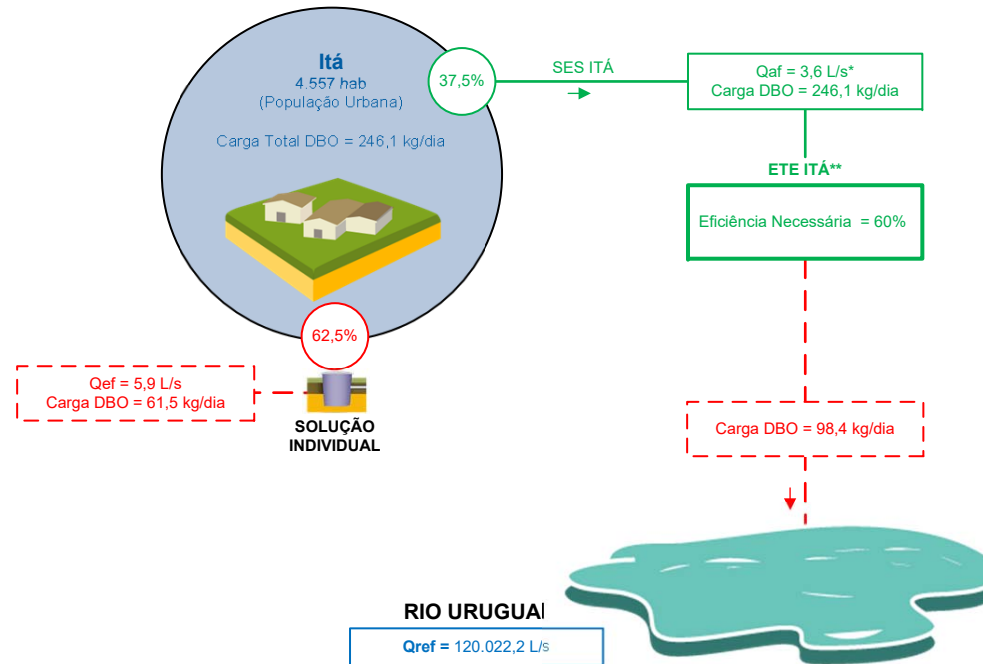 Itá
4.557 hab
(População Urbana)
Carga Total DBO = 246,1 kg/dia
37,5%
SES ITÁ
Qaf = 3,6 L/s*
Carga DBO = 246,1 kg/dia
ETE ITÁ**
Eficiência Necessária = 60%
62,5%
Qef = 5,9 L/s
Carga DBO = 61,5 kg/dia
SOLUÇÃO
INDIVIDUAL
Carga DBO = 98,4 kg/dia
RIO URUGUAI
Qref = 120.022,2 L/s